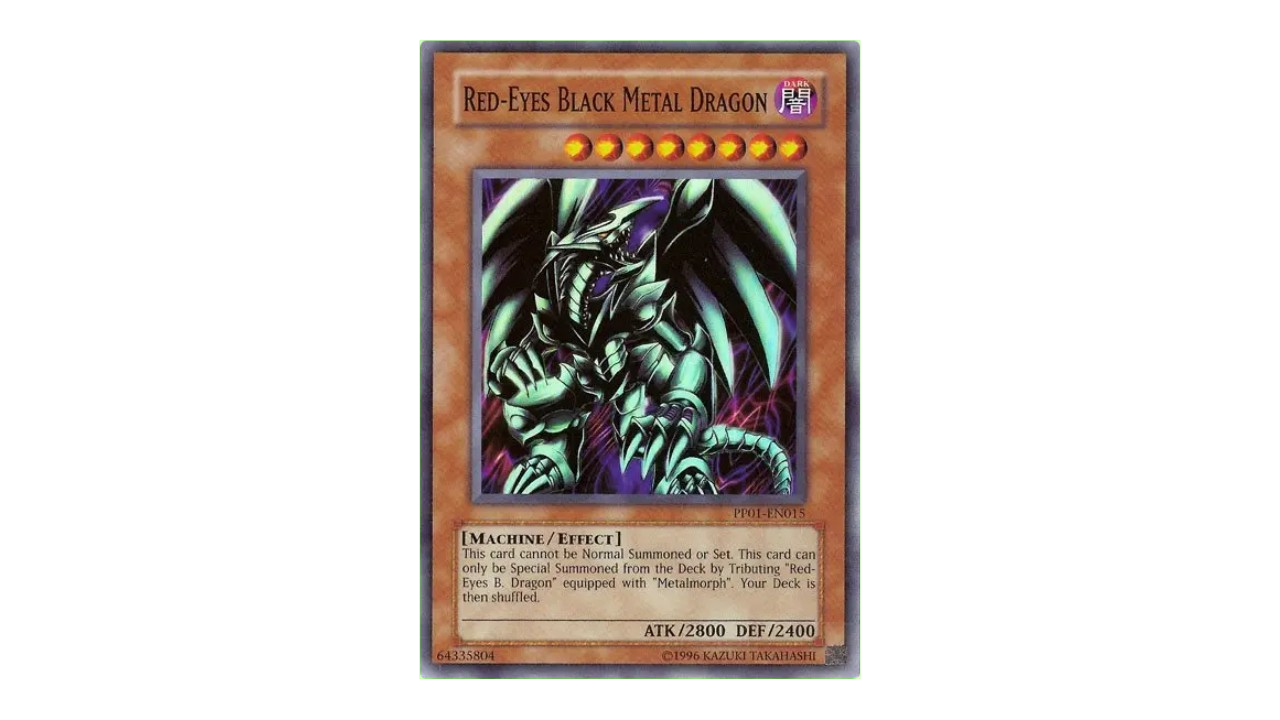 RED-EYES BLACK METAL DRAGON
DARK
闇
PP01-EN015
[MACHINE/EFFECT]
This card cannot be Normal Summoned or Set. This card can
only be Special Summoned from the Deck by Tributing "Red-
Eyes B. Dragon" equipped with "Metalmorph". Your Deck is
then shuffled.
ATK/2800 DEF/2400
64335804
©1996 KAZUKI TAKAHASHI